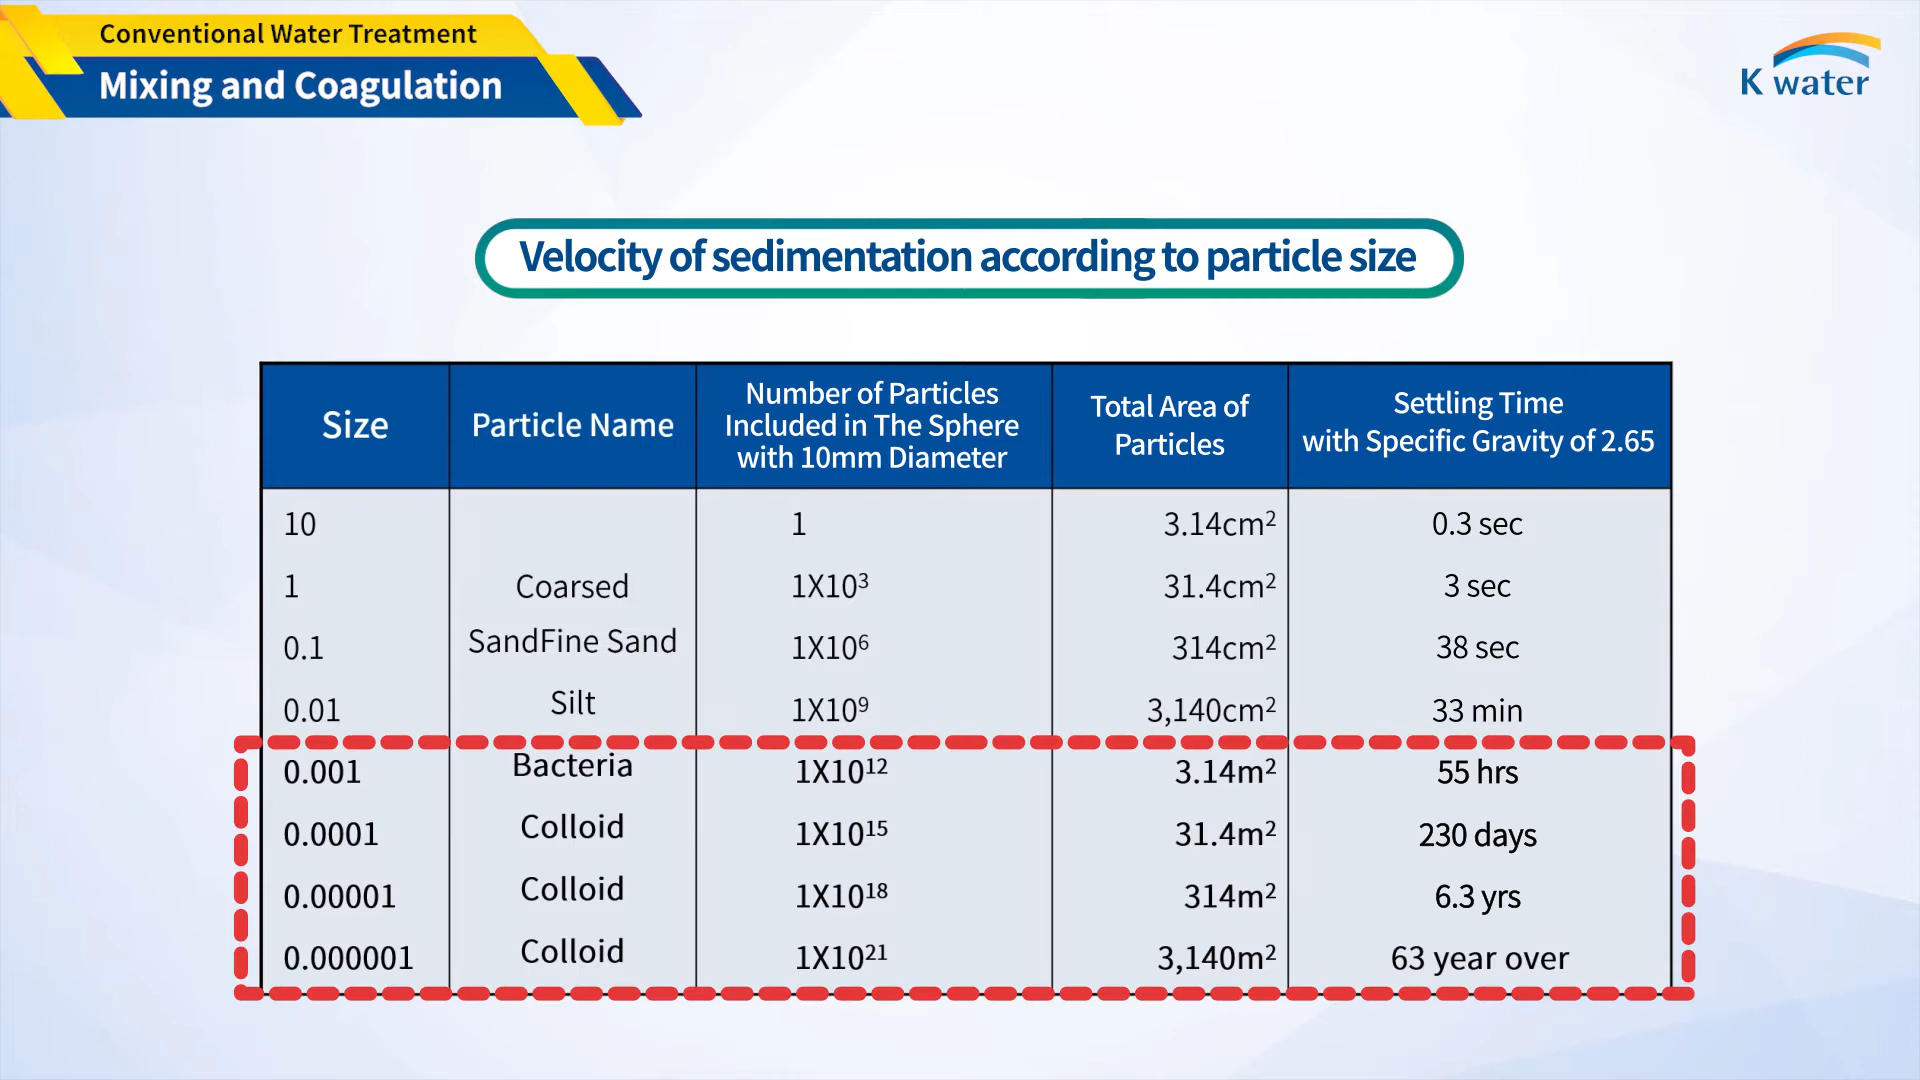 Conventional Water Treatment
Mixing and Coagulation
K water
Velocity of sedimentation according to particle size
Size
Particle Name
Number of Particles
Included in The Sphere
with 10mm Diameter
Total Area of
Particles
Settling Time
with Specific Gravity of 2.65
10 1 3.14cm² 0.3 sec
1 Coarsed 1X10³ 31.4cm² 3 sec
0.1 SandFine Sand 1X10⁶ 314cm² 38 sec
0.01 Silt 1X10⁹ 3,140cm² 33 min
0.001 Bacteria 1X10¹² 3.14m² 55 hrs
0.0001 Colloid 1X10¹⁵ 31.4m² 230 days
0.00001 Colloid 1X10¹⁸ 314m² 6.3 yrs
0.000001 Colloid 1X10²¹ 3,140m² 63 year over